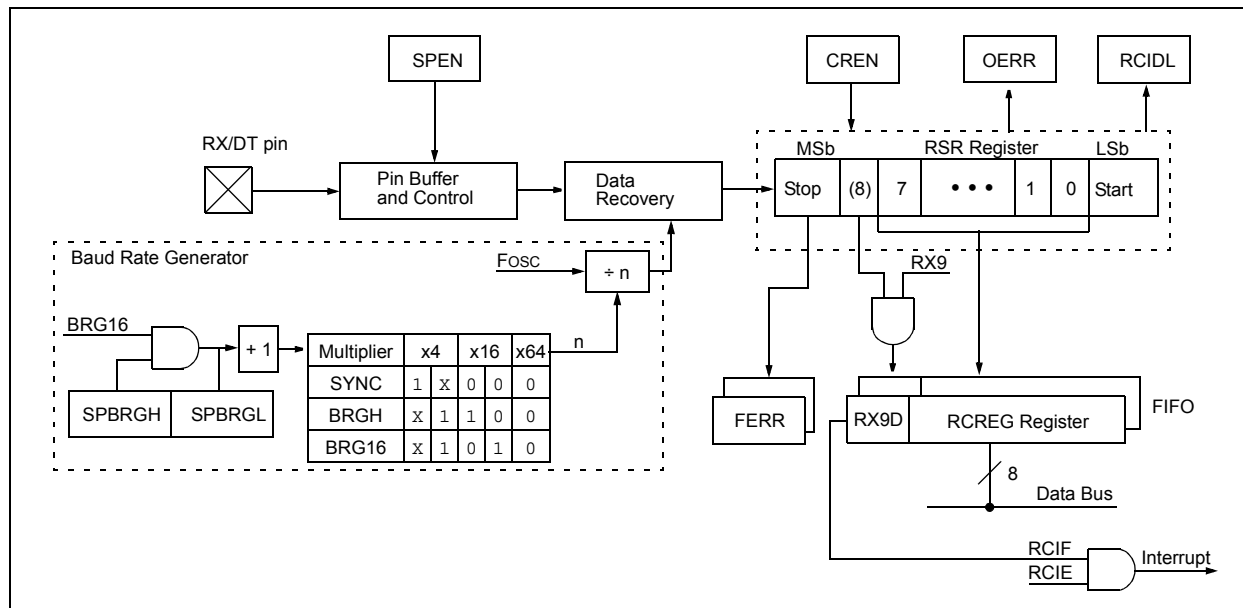 SPEN
CREN
OERR
RCIDL
RX/DT pin
Pin Buffer
and Control
Data
Recovery
MSb
RSR Register
LSb
Stop (8) 7 • • • 1 0 Start
Baud Rate Generator
FOSC
÷ n
RX9
BRG16
+ 1
n
Multiplier x4 x16 x64
SYNC 1 X 0 0 0
BRGH X 1 1 0 0
BRG16 X 1 0 1 0
SPBRGH SPBRGL
FERR
RX9D RCREG Register
FIFO
8
Data Bus
RCIF
RCIE
Interrupt